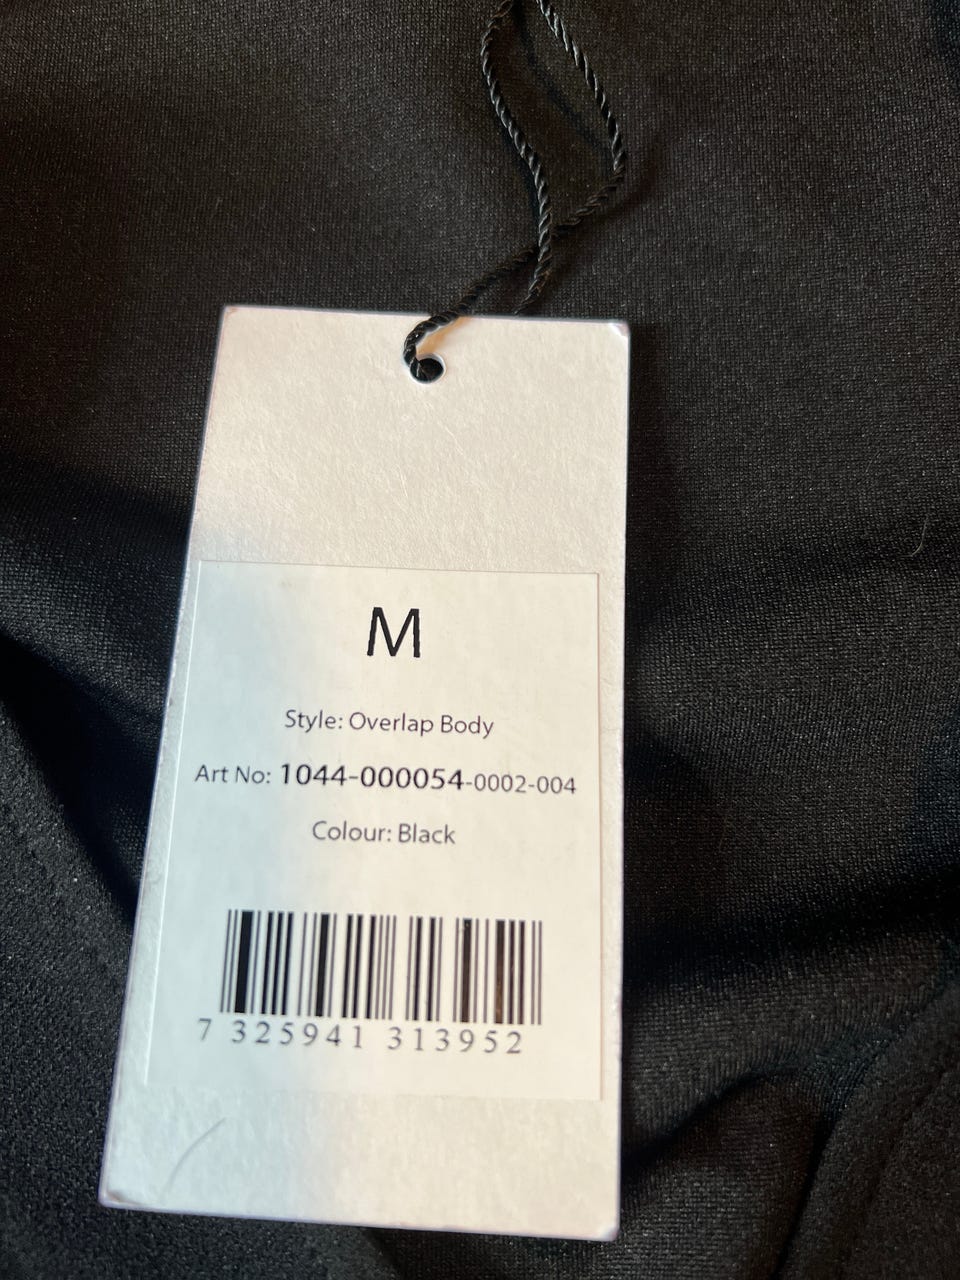 M
Style: Overlap Body
Art No: 1044-000054-0002-004
Colour: Black
7 325941 313952